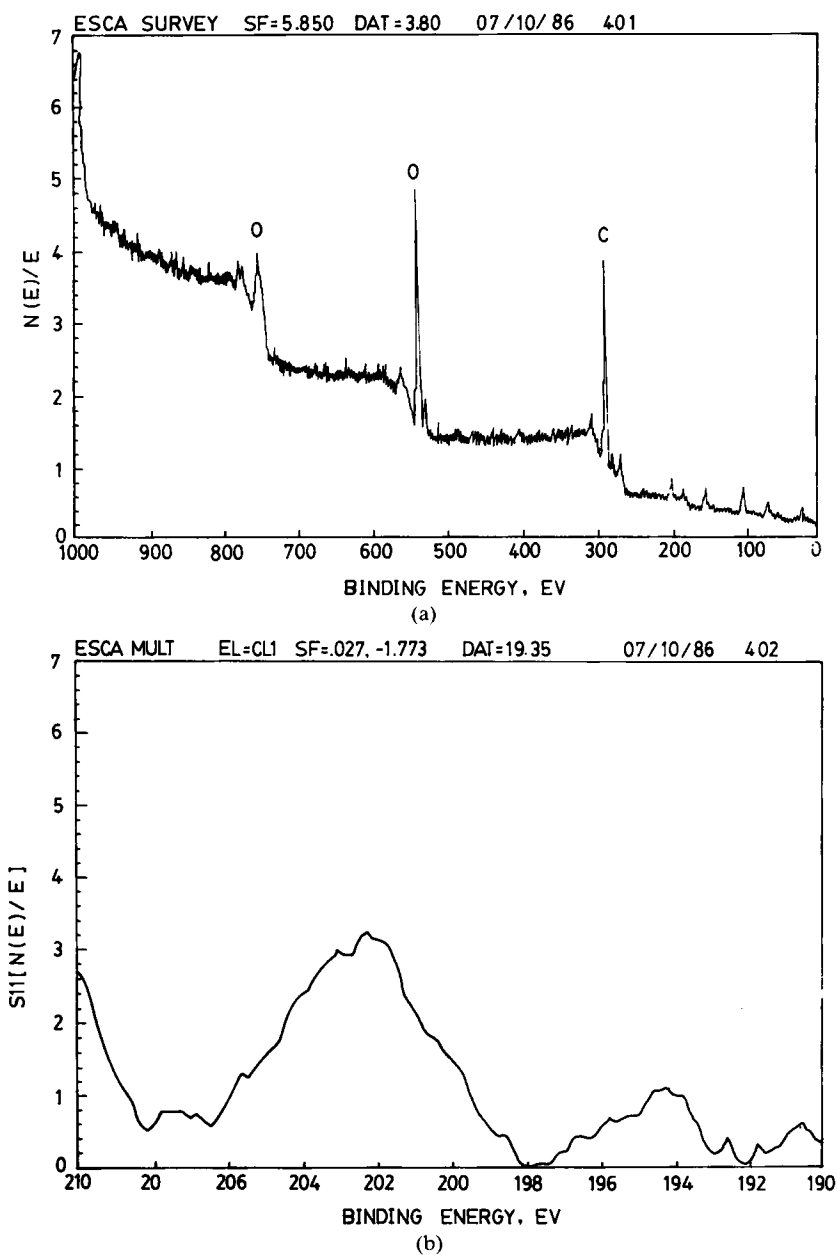 ESCA SURVEY SF=5.850 DAT=3.80 07/10/86 401
7
6
5
4
3
2
1
0
N(E)/E
O
O
C
1000 900 800 700 600 500 400 300 200 100 0
BINDING ENERGY, EV
(a)
ESCA MULT EL=CL1 SF=.027, -1.773 DAT=19.35 07/10/86 402
7
6
5
4
3
2
1
0
S11[N(E)/E]
210 20 206 204 202 200 198 196 194 192 190
BINDING ENERGY, EV
(b)